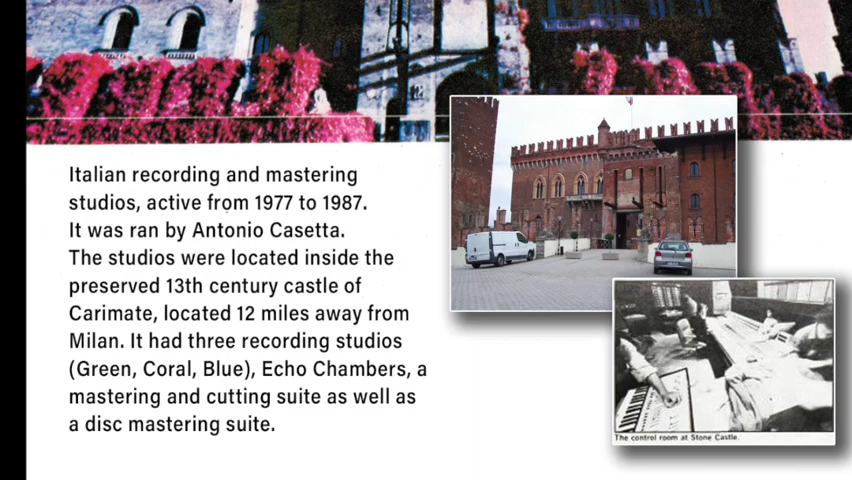 Italian recording and mastering
studios, active from 1977 to 1987.
It was ran by Antonio Casetta.
The studios were located inside the
preserved 13th century castle of
Carimate, located 12 miles away from
Milan. It had three recording studios
(Green, Coral, Blue), Echo Chambers, a
mastering and cutting suite as well as
a disc mastering suite.
The control room at Stone Castle.